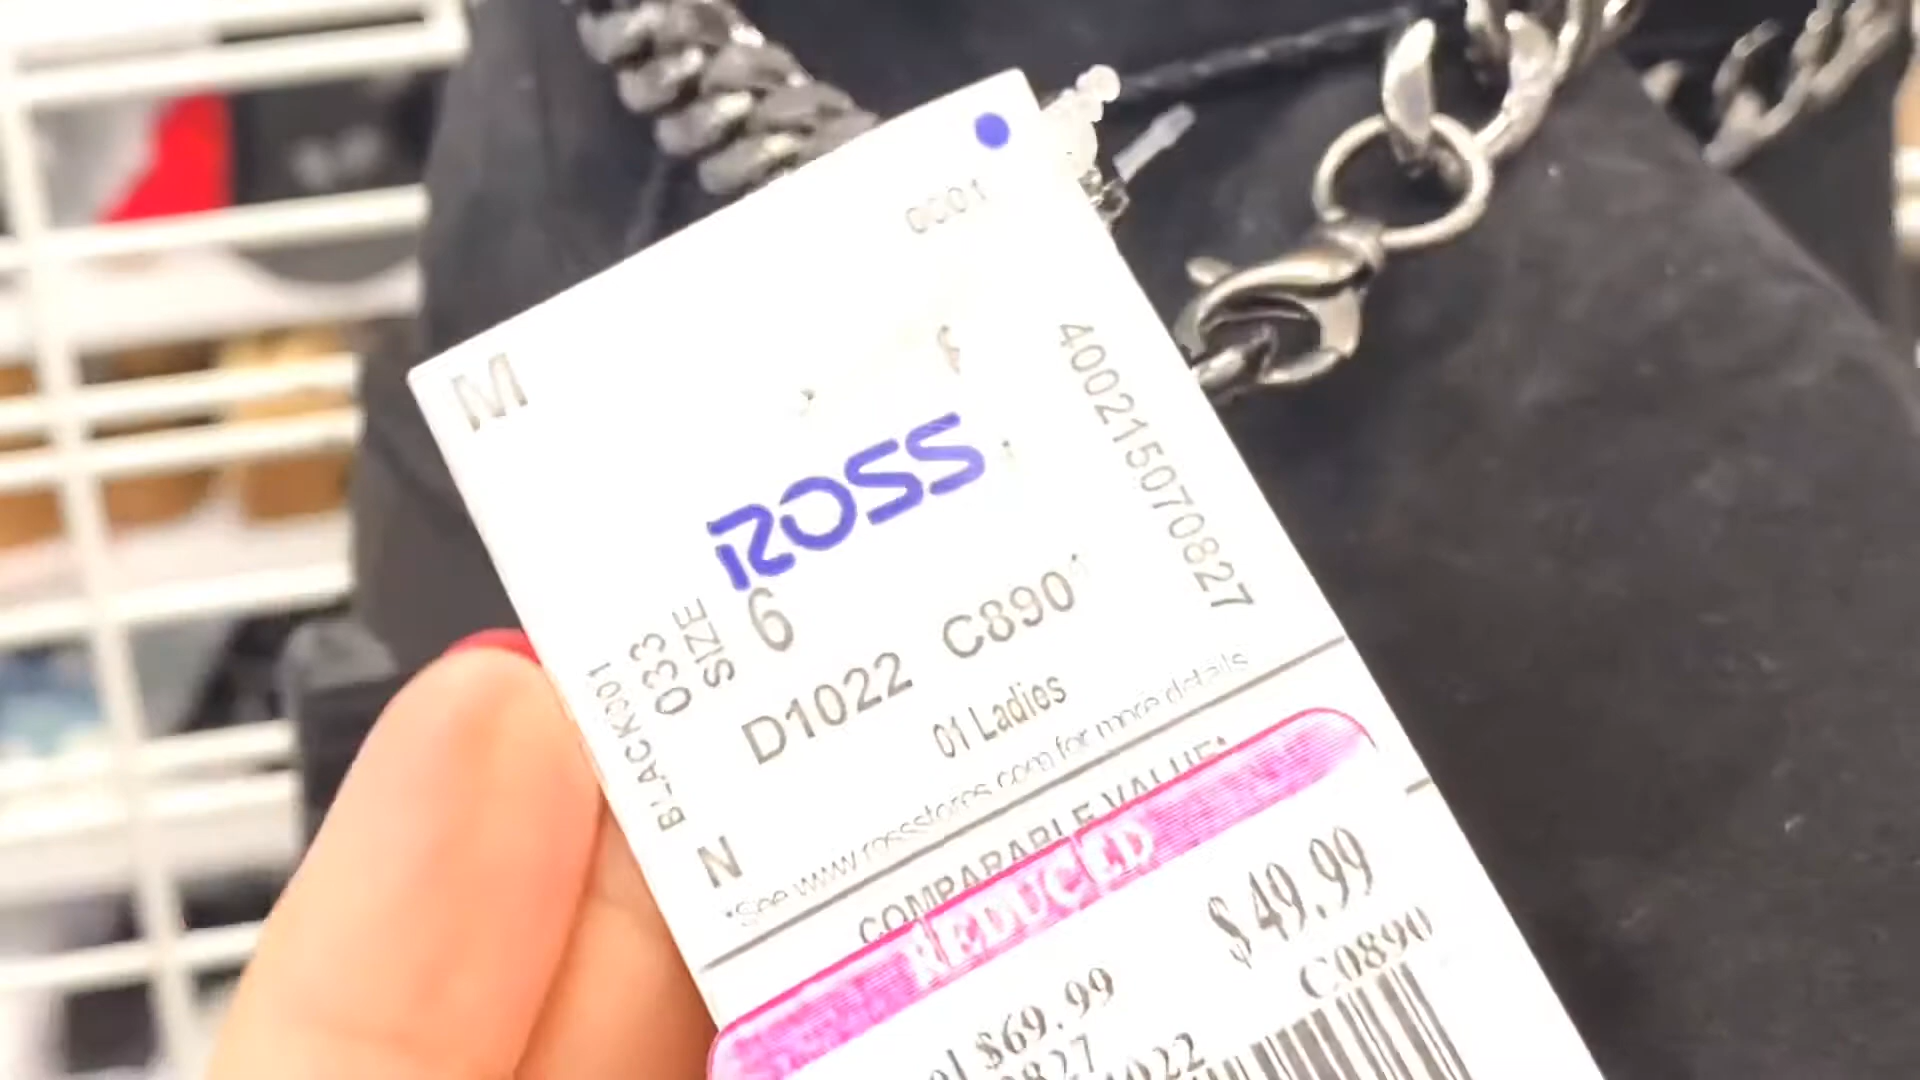 0001
M
400215070827
ROSS
BLACK001
033
SIZE
6
D1022 C890
01 Ladies
N
*See www.rossstores.com for more details
COMPARABLE VALUE*
REDUCED
$49.99
C0890
$69.99